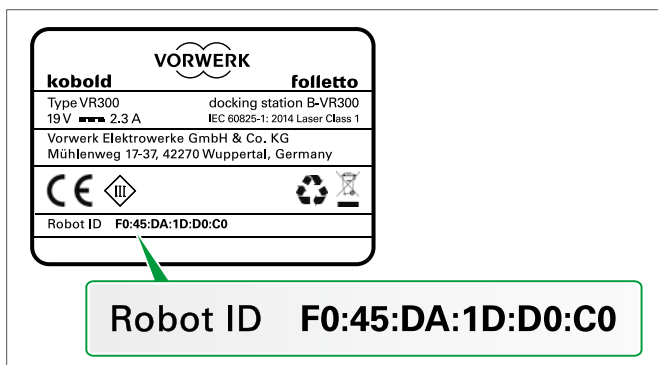 VORWERK
kobold folletto
Type VR300 docking station B-VR300
19 V 2.3 A IEC 60825-1: 2014 Laser Class 1
Vorwerk Elektrowerke GmbH & Co. KG
Mühlenweg 17-37, 42270 Wuppertal, Germany
CE III
Robot ID F0:45:DA:1D:D0:C0
Robot ID F0:45:DA:1D:D0:C0